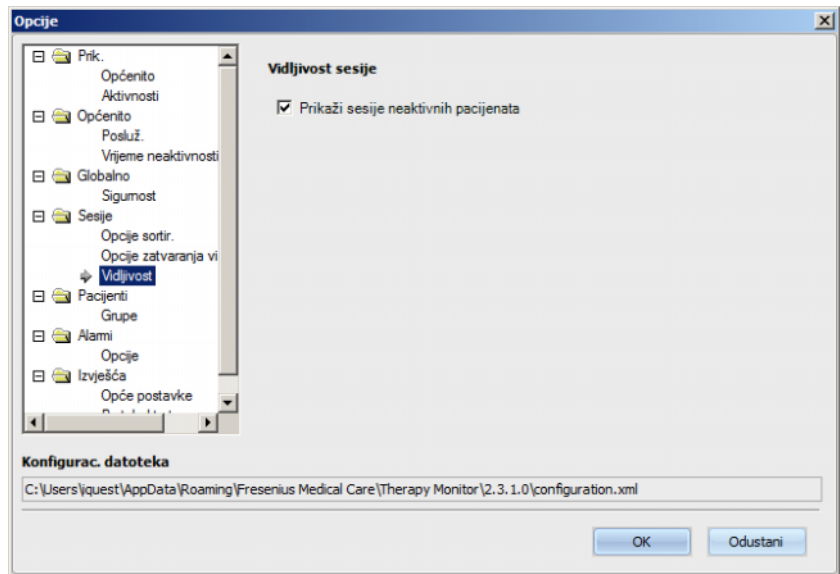 Opcije
Prik.
Općenito
Aktivnosti
Općenito
Posluž.
Vrijeme neaktivnosti
Globalno
Sigurnost
Sesije
Opcije sortir.
Opcije zatvaranja vi
Vidljivost
Pacijenti
Grupe
Alarmi
Opcije
Izvješća
Opće postavke
Vidljivost sesije
Prikaži sesije neaktivnih pacijenata
Konfigurac. datoteka
C:\Users\iquest\AppData\Roaming\Fresenius Medical Care\Therapy Monitor\2.3.1.0\configuration.xml
OK
Odustani